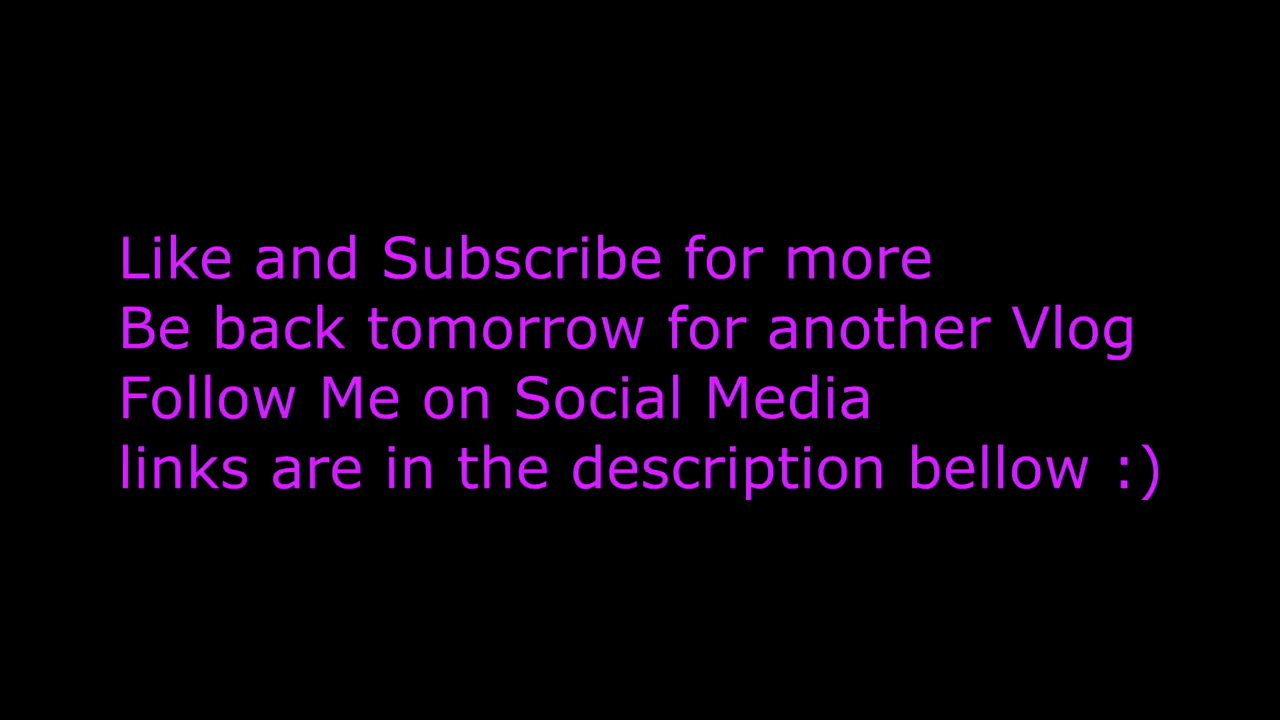 Like and Subscribe for more
Be back tomorrow for another Vlog
Follow Me on Social Media
links are in the description bellow :)